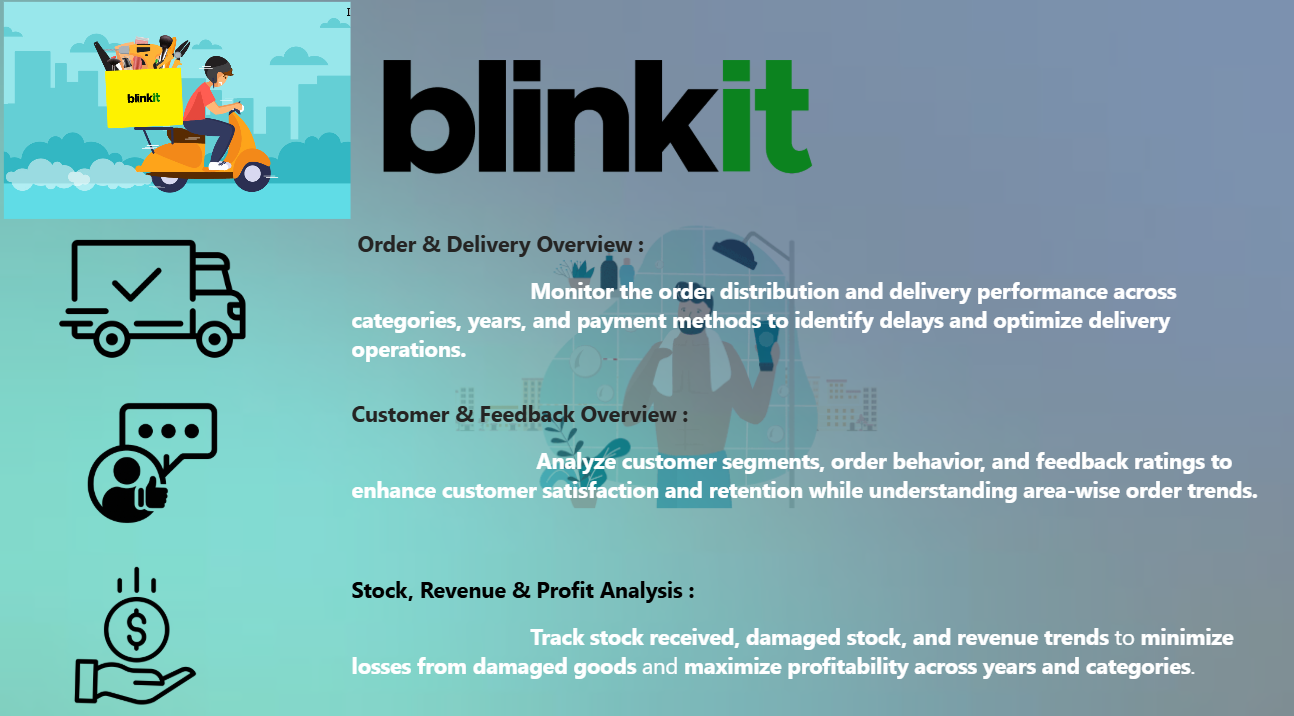 I
blinkit
blinkit
Order & Delivery Overview :
Monitor the order distribution and delivery performance across
categories, years, and payment methods to identify delays and optimize delivery
operations.
Customer & Feedback Overview :
Analyze customer segments, order behavior, and feedback ratings to
enhance customer satisfaction and retention while understanding area-wise order trends.
Stock, Revenue & Profit Analysis :
Track stock received, damaged stock, and revenue trends to minimize
losses from damaged goods and maximize profitability across years and categories.